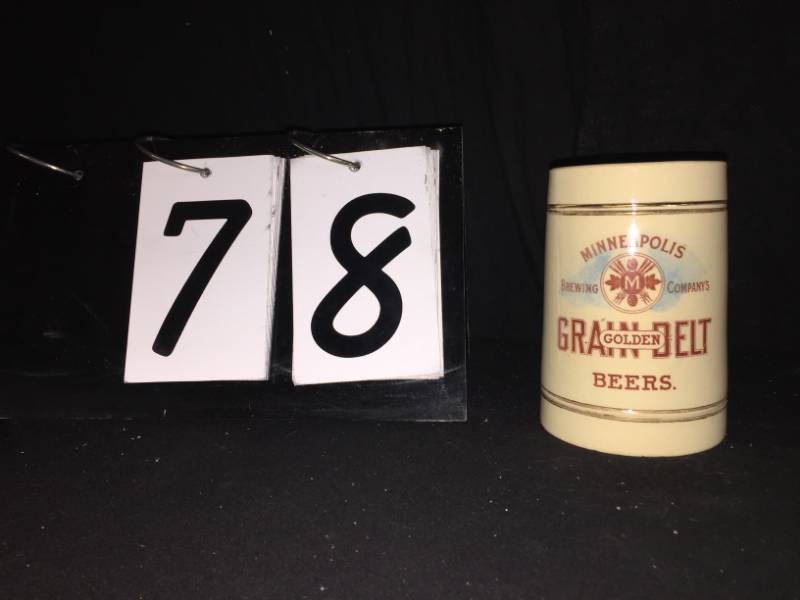 78
MINNEAPOLIS
BREWING COMPANY'S
M
GRAIN BELT
GOLDEN
BEERS.